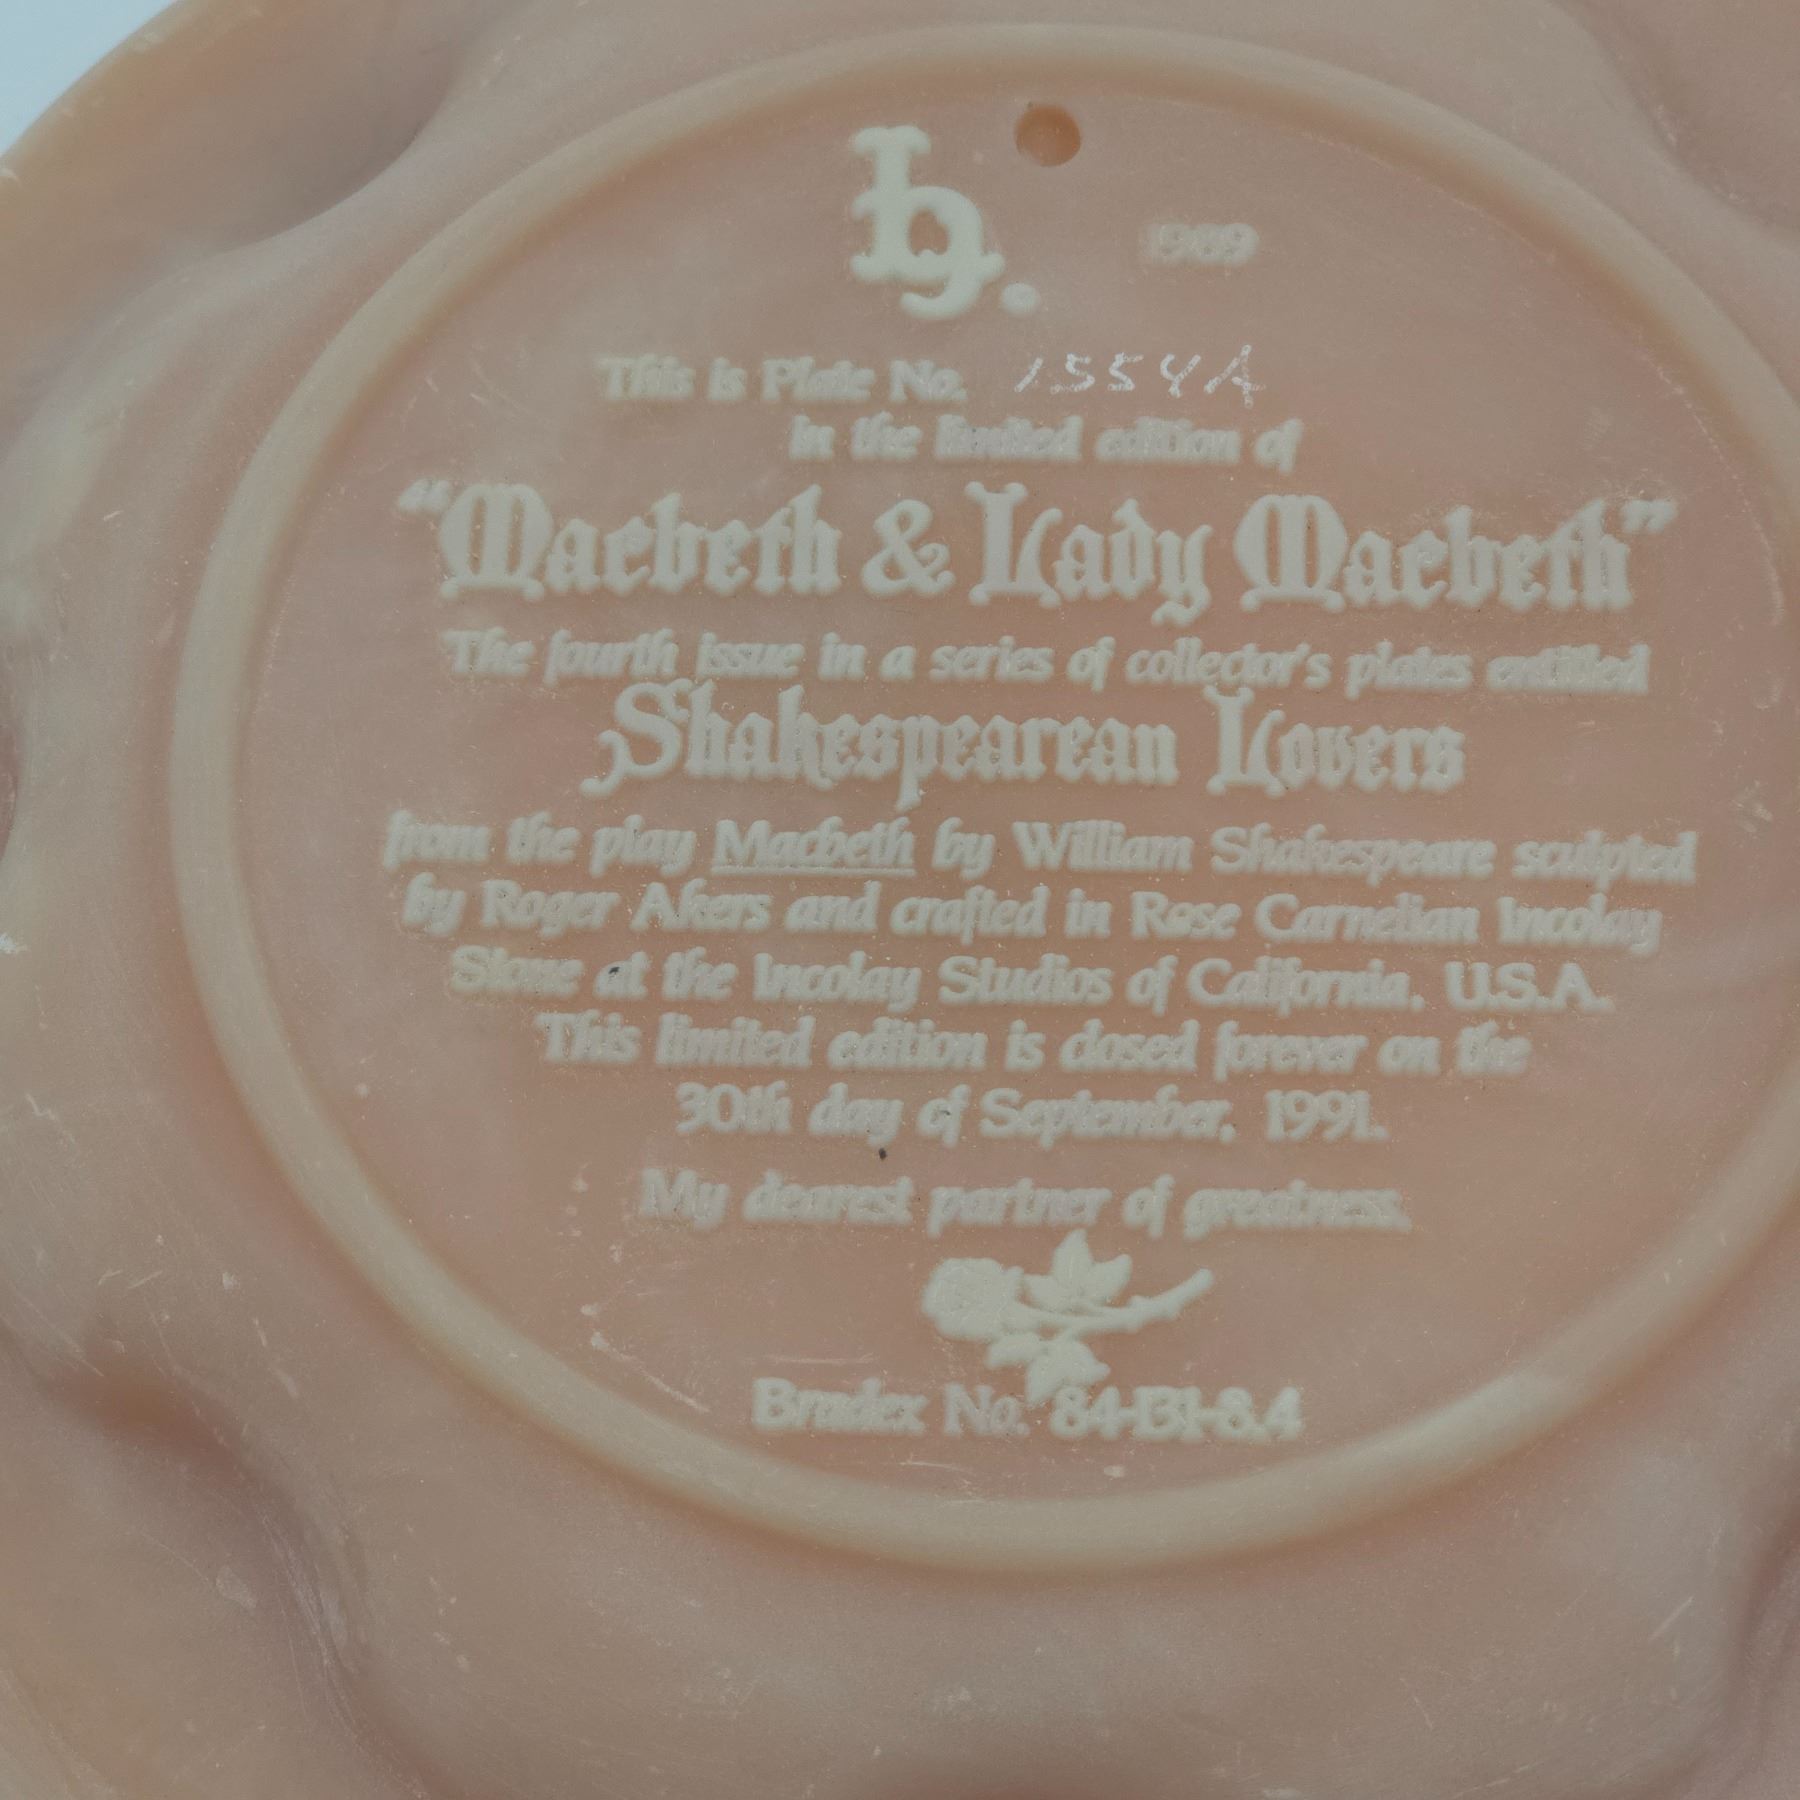 1989
This is Plate No. 1554A
in the limited edition of
"Macbeth & Lady Macbeth"
The fourth issue in a series of collector's plates entitled
Shakespearean Lovers
from the play Macbeth by William Shakespeare sculpted
by Roger Akers and crafted in Rose Carnelian Incolay
Stone at the Incolay Studios of California, U.S.A.
This limited edition is closed forever on the
30th day of September, 1991.
My dearest partner of greatness.
Bradex No. 84-B1-8.4